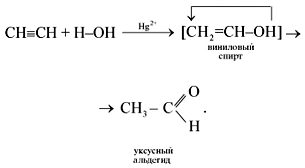 CH≡CH + H–OH —Hg²⁺→ [CH₂=CH–OH] →
виниловый
спирт
→ CH₃–C(=O)–H .
уксусный
альдегид